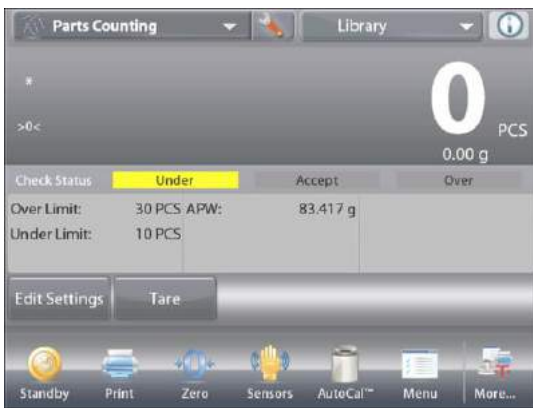 Parts Counting Library
*
>0<
0 PCS
0.00 g
Check Status Under Accept Over
Over Limit: 30 PCS APW: 83.417 g
Under Limit: 10 PCS
Edit Settings Tare
Standby Print Zero Sensors AutoCal™ Menu More...